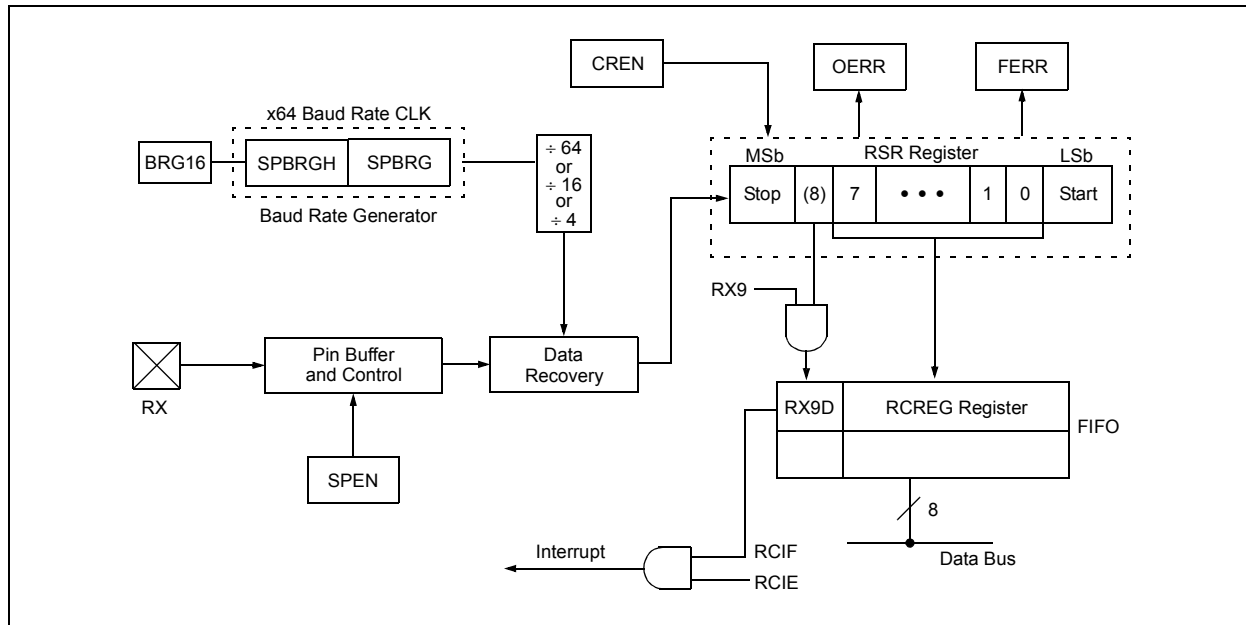 CREN
OERR
FERR
x64 Baud Rate CLK
BRG16
SPBRGH
SPBRG
Baud Rate Generator
÷ 64
or
÷ 16
or
÷ 4
MSb
RSR Register
LSb
Stop
(8)
7
• • •
1
0
Start
RX9
RX
Pin Buffer
and Control
Data
Recovery
SPEN
RX9D
RCREG Register
FIFO
8
Data Bus
Interrupt
RCIF
RCIE